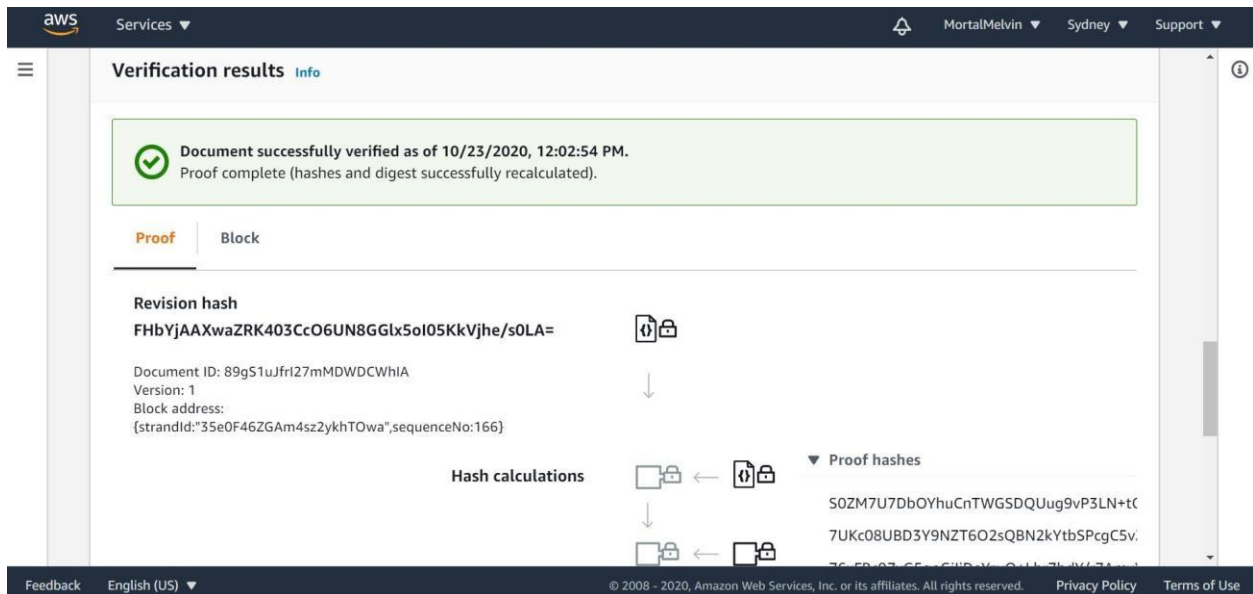 aws Services ▼ MortalMelvin ▼ Sydney ▼ Support ▼
Verification results Info
Document successfully verified as of 10/23/2020, 12:02:54 PM.
Proof complete (hashes and digest successfully recalculated).
Proof Block
Revision hash
FHbYjAAXwaZRK403CcO6UN8GGlx5oI05KkVjhe/s0LA=
Document ID: 89gS1uJfrI27mMDWDCWhIA
Version: 1
Block address:
{strandId:"35e0F46ZGAm4sz2ykhTOwa",sequenceNo:166}
▼ Proof hashes
Hash calculations
S0ZM7U7DbOYhuCnTWGSDQUug9vP3LN+t
7UKc08UBD3Y9NZT6O2sQBN2kYtbSPcgC5v
Feedback English (US) ▼ © 2008 - 2020, Amazon Web Services, Inc. or its affiliates. All rights reserved. Privacy Policy Terms of Use